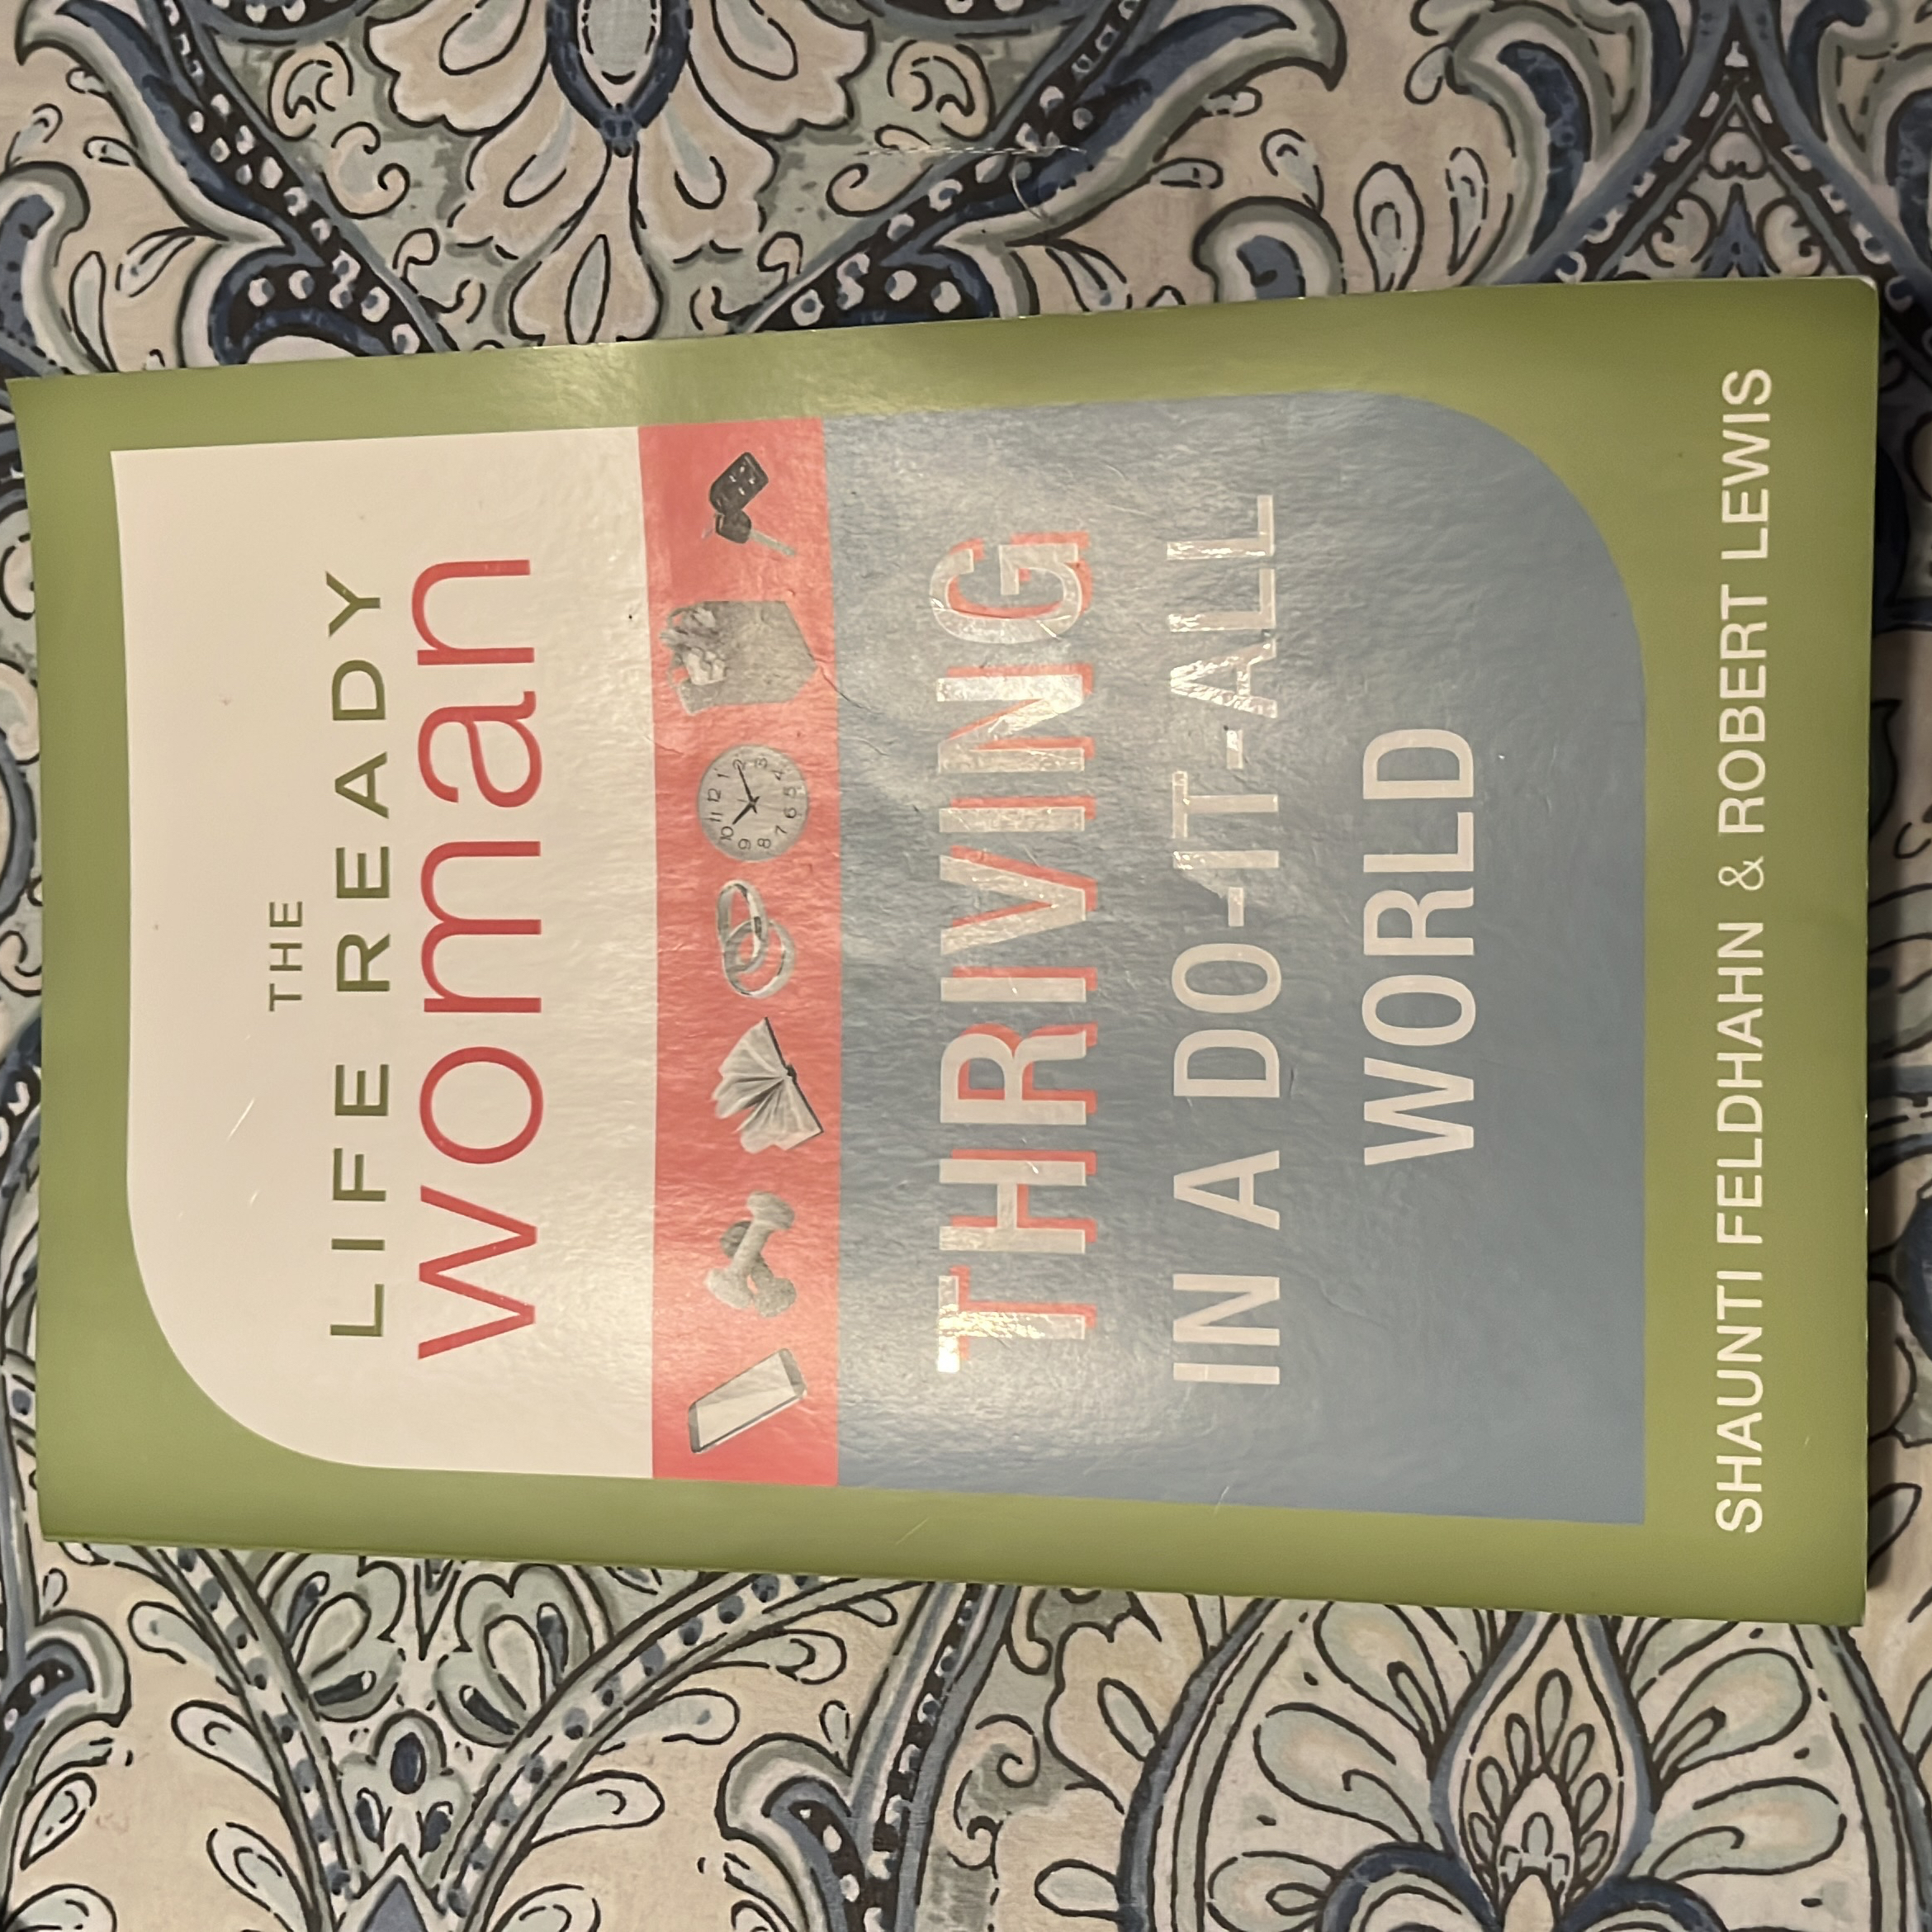 THE
LIFE READY
woman
THRIVING
IN A DO-IT-ALL
WORLD
SHAUNTI FELDHAHN & ROBERT LEWIS